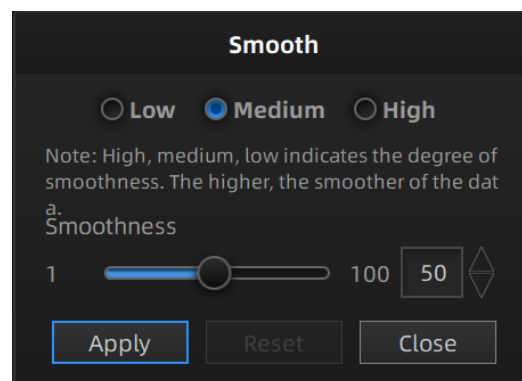 Smooth
Low Medium High
Note: High, medium, low indicates the degree of
smoothness. The higher, the smoother of the dat
a.
Smoothness
1 100 50
Apply Reset Close